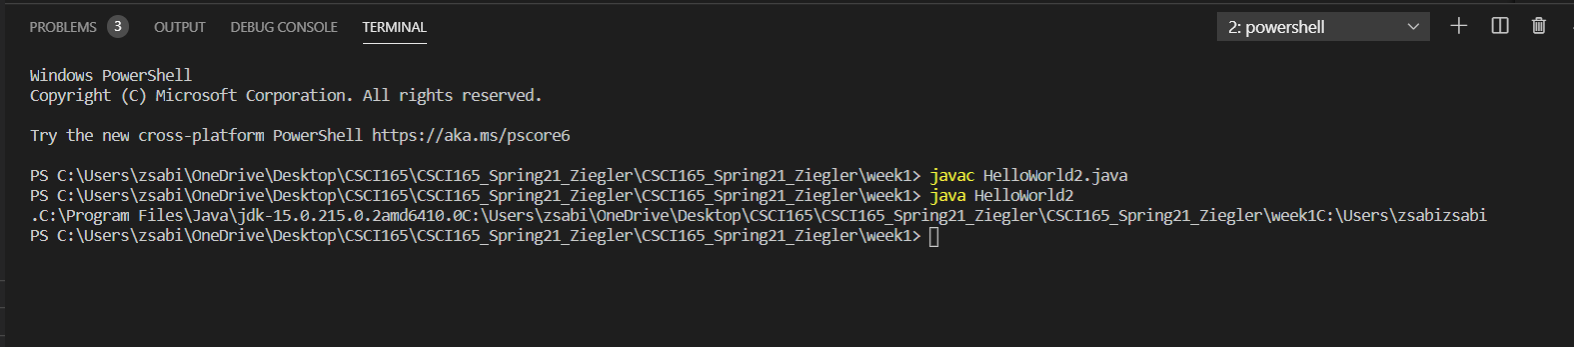 PROBLEMS 3 OUTPUT DEBUG CONSOLE TERMINAL 2: powershell
Windows PowerShell
Copyright (C) Microsoft Corporation. All rights reserved.
Try the new cross-platform PowerShell https://aka.ms/pscore6
PS C:\Users\zsabi\OneDrive\Desktop\CSCI165\CSCI165_Spring21_Ziegler\CSCI165_Spring21_Ziegler\week1> javac HelloWorld2.java
PS C:\Users\zsabi\OneDrive\Desktop\CSCI165\CSCI165_Spring21_Ziegler\CSCI165_Spring21_Ziegler\week1> java HelloWorld2
.C:\Program Files\Java\jdk-15.0.215.0.2amd6410.0C:\Users\zsabi\OneDrive\Desktop\CSCI165\CSCI165_Spring21_Ziegler\CSCI165_Spring21_Ziegler\week1C:\Users\zsabizsabi
PS C:\Users\zsabi\OneDrive\Desktop\CSCI165\CSCI165_Spring21_Ziegler\CSCI165_Spring21_Ziegler\week1>